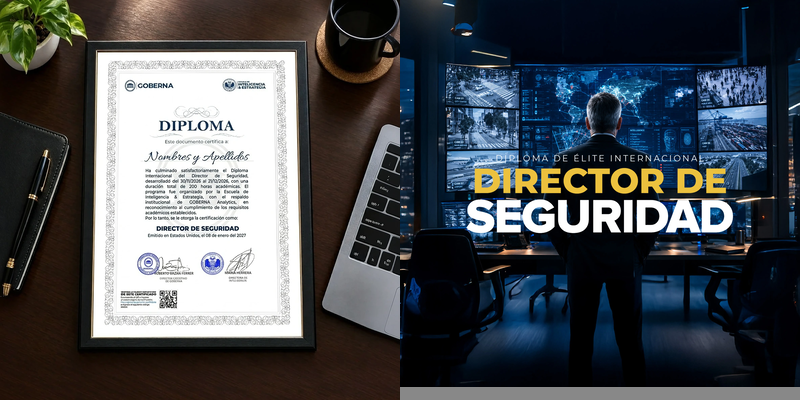 GOBERNA
INTELIGENCIA
& ESTRATEGIA
DIPLOMA
Este documento certifica a
Nombres y Apellidos
Ha culminado satisfactoriamente el Diploma
internacional del Director de Seguridad,
desarrollado del 30/11/2026 al 21/12/2026, con una
duración total de 200 horas académicas. El
programa fue organizado por la Escuela de
Inteligencia & Estrategia con el respaldo
institucional de GOBERNA Analytics, en
reconocimiento al cumplimiento de los requisitos
académicos establecidos.
Por lo tanto, se le otorga la certificación como:
DIRECTOR DE SEGURIDAD
Emitido en Estados Unidos, el 08 de enero del 2027
DIPLOMA DE ÉLITE INTERNACIONAL
DIRECTOR DE
SEGURIDAD